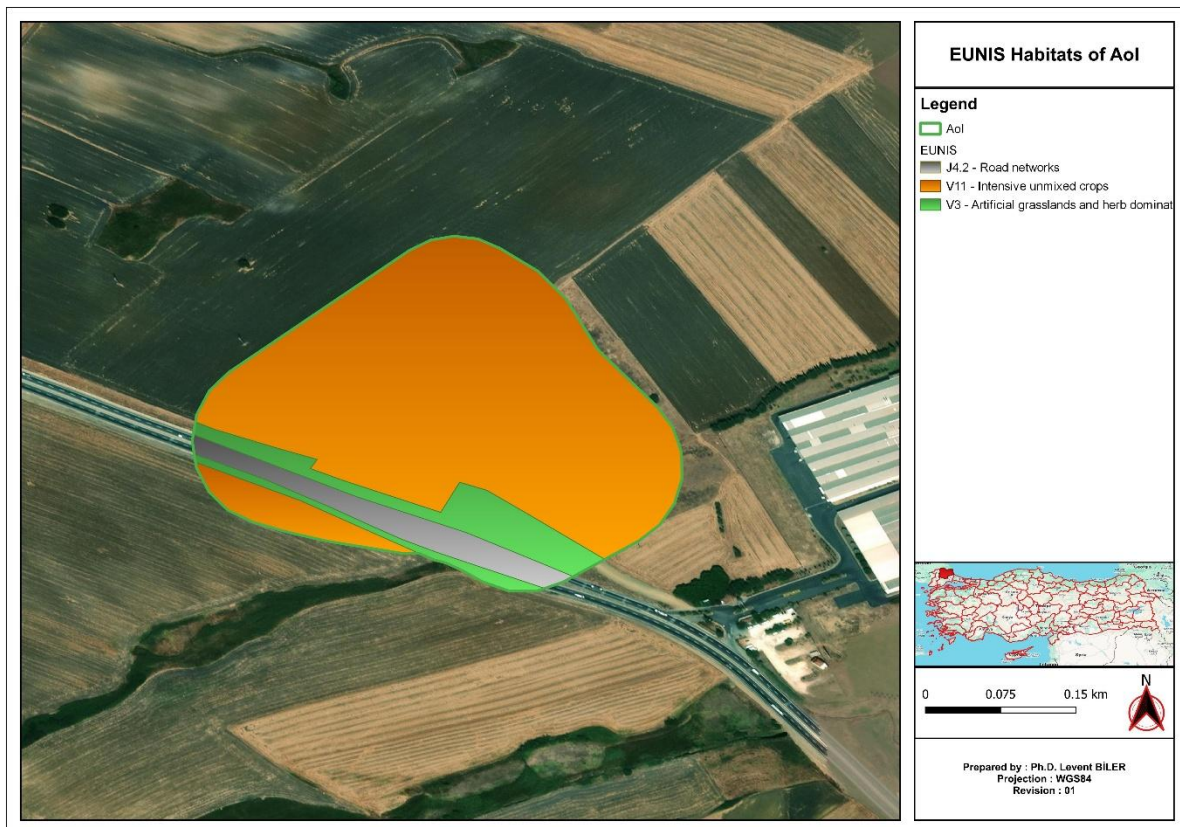 EUNIS Habitats of AoI
Legend
AoI
EUNIS
J4.2 - Road networks
V11 - Intensive unmixed crops
V3 - Artificial grasslands and herb dominat
0 0.075 0.15 km
N
Prepared by : Ph.D. Levent BİLER
Projection : WGS84
Revision : 01